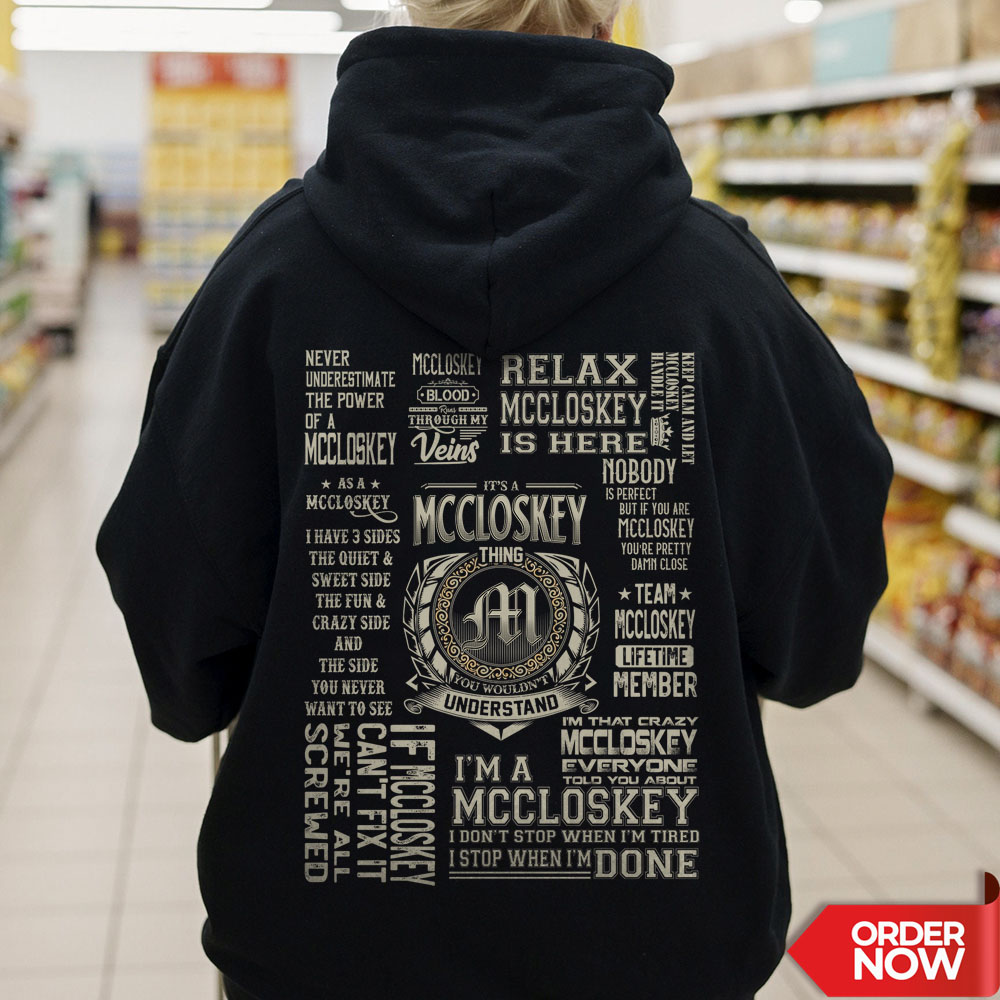 NEVER
UNDERESTIMATE
THE POWER
OF A
MCCLOSKEY
MCCLOSKEY
BLOOD
Runs
THROUGH MY
Veins
RELAX
MCCLOSKEY
IS HERE
KEEP CALM AND LET
MCCLOSKEY
HANDLE IT
★ AS A ★
MCCLOSKEY
I HAVE 3 SIDES
THE QUIET &
SWEET SIDE
THE FUN &
CRAZY SIDE
AND
THE SIDE
YOU NEVER
WANT TO SEE
IT'S A
MCCLOSKEY
THING
M
YOU WOULDN'T
UNDERSTAND
NOBODY
IS PERFECT
BUT IF YOU ARE
MCCLOSKEY
YOU'RE PRETTY
DAMN CLOSE
★ TEAM ★
MCCLOSKEY
LIFETIME
MEMBER
IF MCCLOSKEY
CAN'T FIX IT
WE'RE ALL
SCREWED
IM THAT CRAZY
MCCLOSKEY
EVERYONE
TOLD YOU ABOUT
I'M A
MCCLOSKEY
I DON'T STOP WHEN I'M TIRED
I STOP WHEN I'M DONE
ORDER
NOW